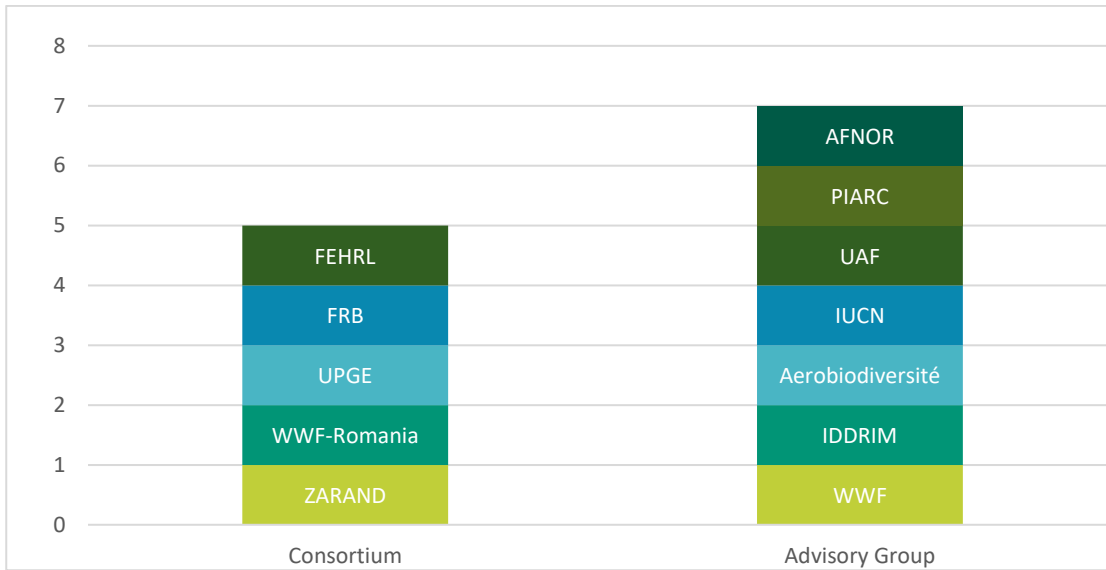 8
7
6
5
4
3
2
1
0
FEHRL
FRB
UPGE
WWF-Romania
ZARAND
AFNOR
PIARC
UAF
IUCN
Aerobiodiversité
IDDRIM
WWF
Consortium
Advisory Group